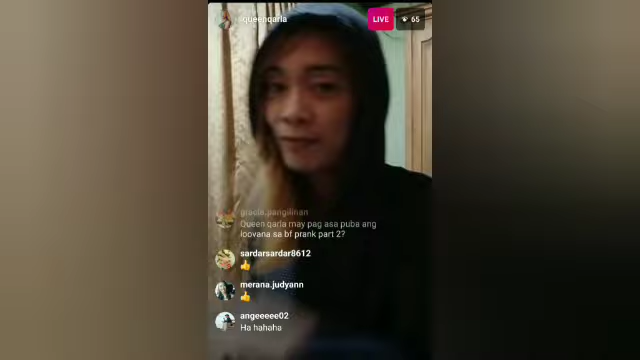 queenqarla
LIVE
65
gracia.pangilinan
Queen qarla may pag asa puba ang
loovana sa bf prank part 2?
sardarsardar8612
merana.judyann
angeeeee02
Ha hahaha